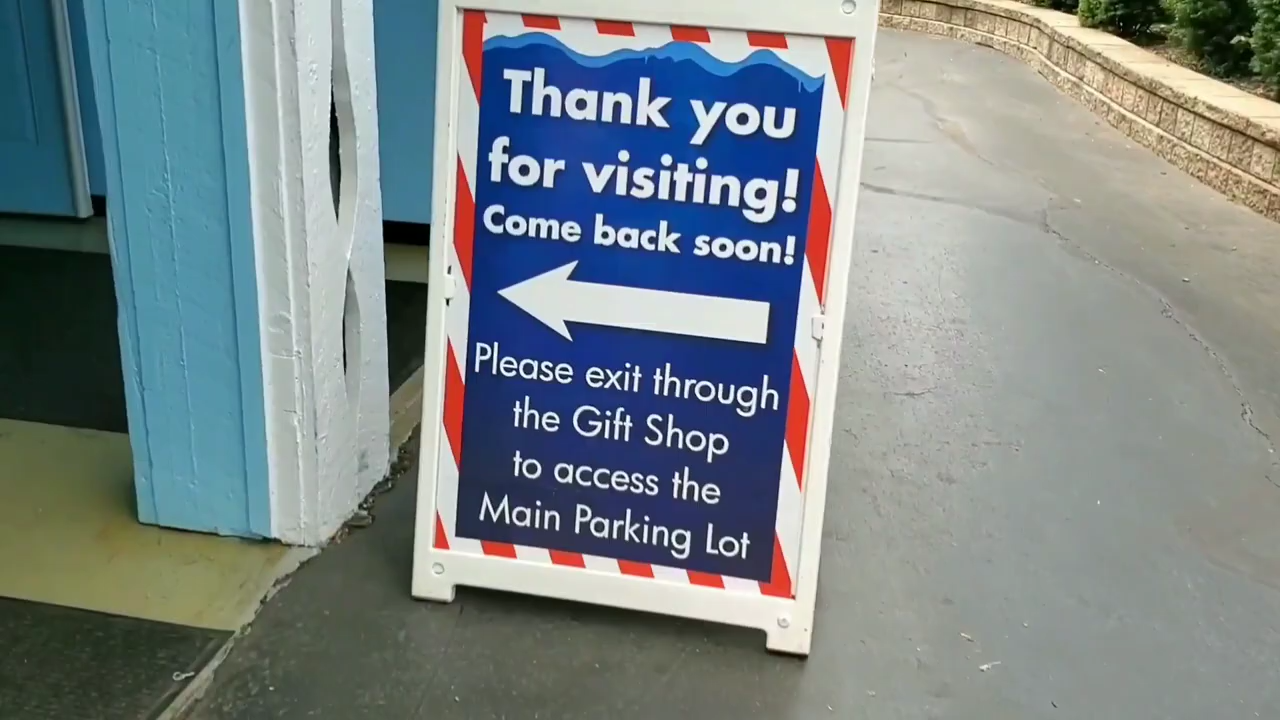 Thank you
for visiting!
Come back soon!
Please exit through
the Gift Shop
to access the
Main Parking Lot